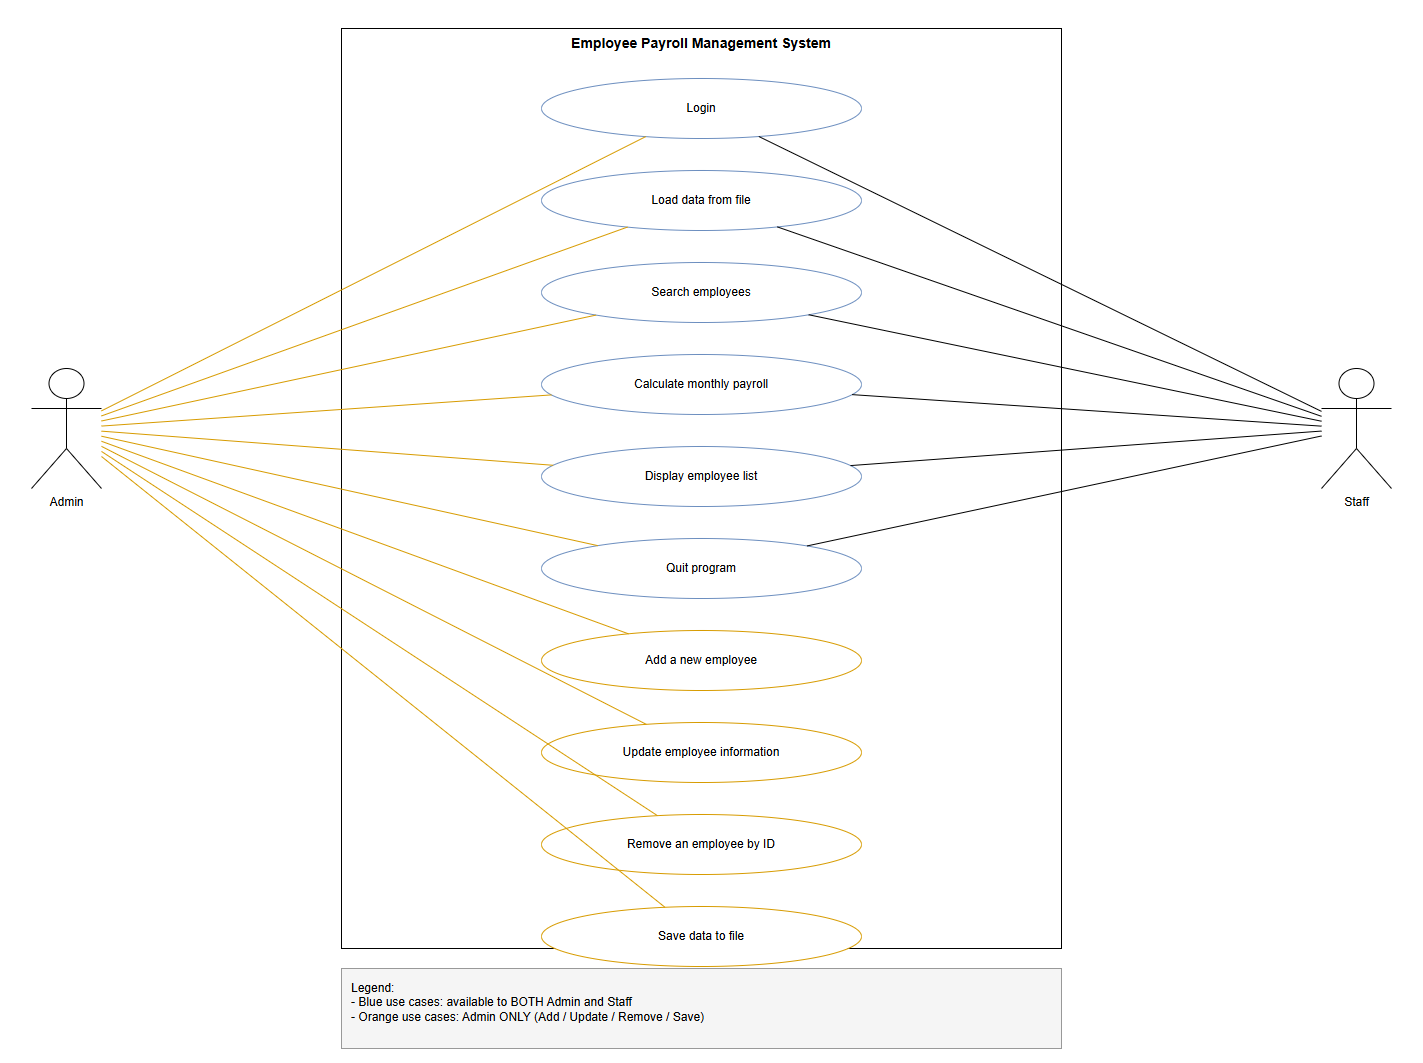 Employee Payroll Management System
Login
Load data from file
Search employees
Calculate monthly payroll
Display employee list
Quit program
Add a new employee
Update employee information
Remove an employee by ID
Save data to file
Admin
Staff
Legend:
- Blue use cases: available to BOTH Admin and Staff
- Orange use cases: Admin ONLY (Add / Update / Remove / Save)